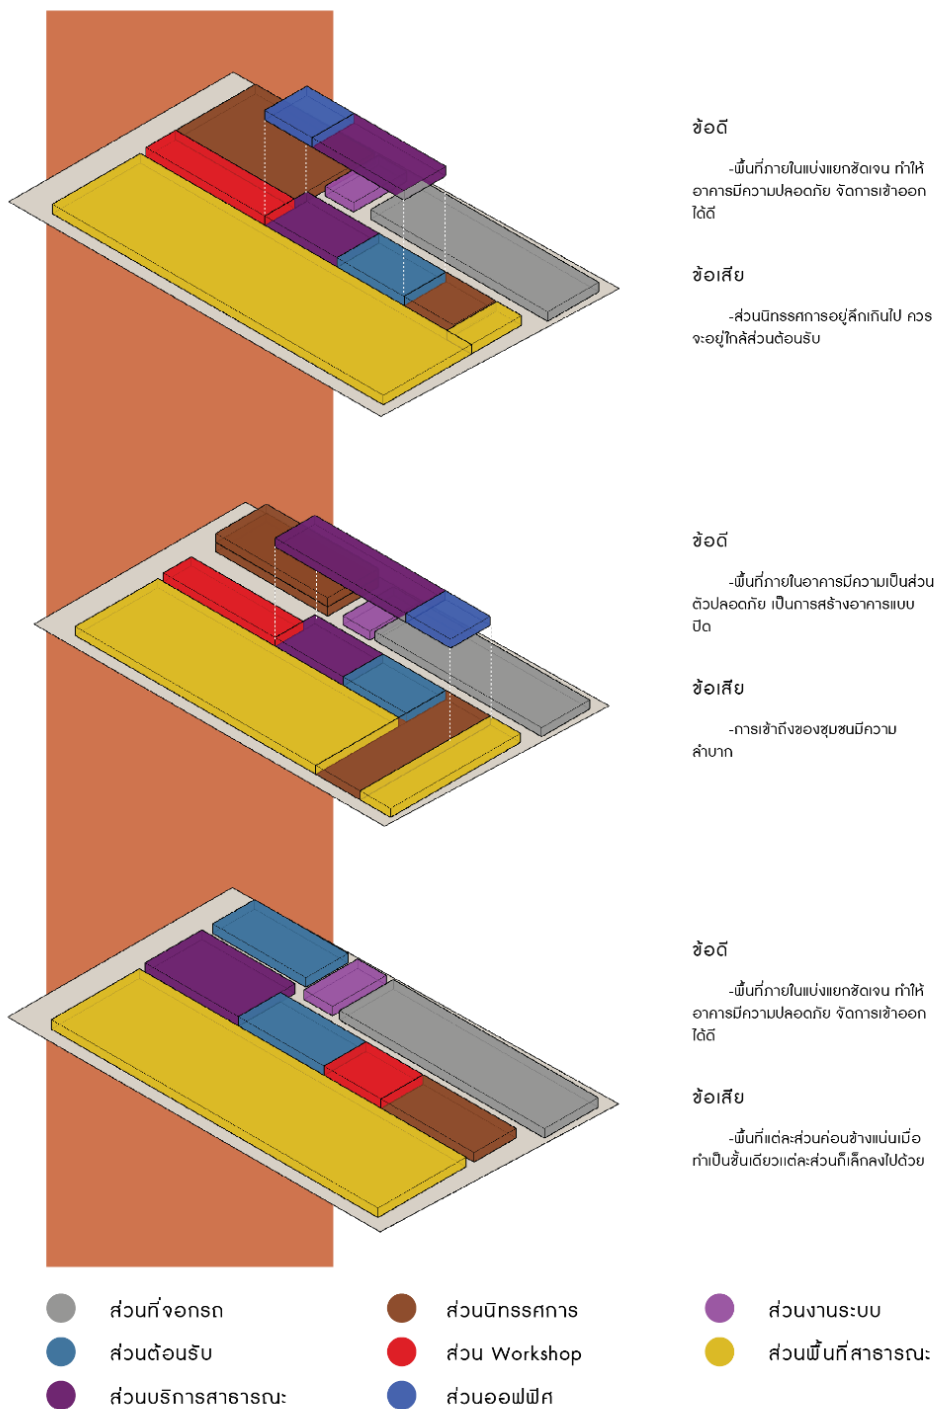 ข้อดี
-พื้นที่ภายในแบ่งแยกชัดเจน ทำให้
อาคารมีความปลอดภัย จัดการเข้าออก
ได้ดี
ข้อเสีย
-ส่วนนิทรรศการอยู่ลึกเกินไป ควร
จะอยู่ใกล้ส่วนต้อนรับ
ข้อดี
-พื้นที่ภายในอาคารมีความเป็นส่วน
ตัวปลอดภัย เป็นการสร้างอาคารแบบ
ปิด
ข้อเสีย
-การเข้าถึงของชุมชนมีความ
ลำบาก
ข้อดี
-พื้นที่ภายในแบ่งแยกชัดเจน ทำให้
อาคารมีความปลอดภัย จัดการเข้าออก
ได้ดี
ข้อเสีย
-พื้นที่แต่ละส่วนค่อนข้างแน่นเมื่อ
ทำเป็นชั้นเดียวแต่ละส่วนก็เล็กลงไปด้วย
ส่วนที่จอดรถ ส่วนนิทรรศการ ส่วนงานระบบ
ส่วนต้อนรับ ส่วน Workshop ส่วนพื้นที่สาธารณะ
ส่วนบริการสาธารณะ ส่วนออฟฟิศ